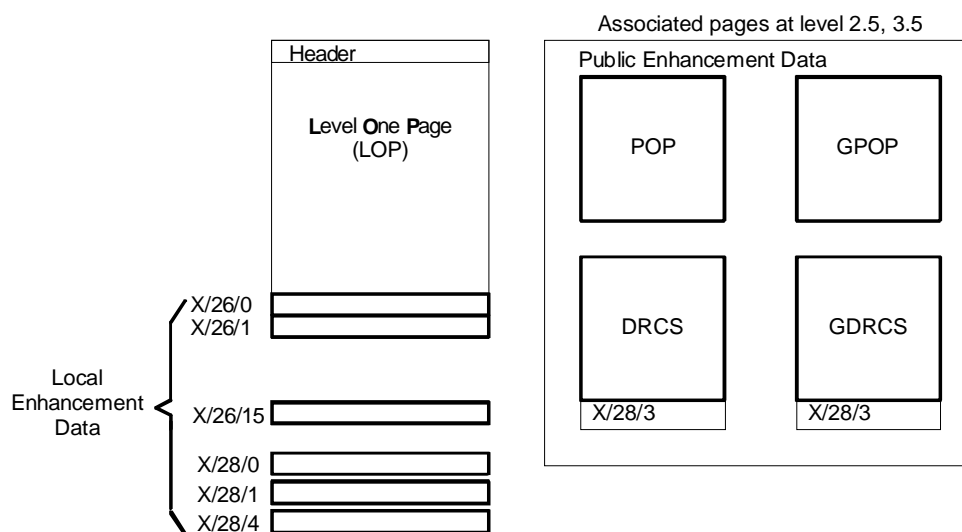 Associated pages at level 2.5, 3.5
Header
Level One Page
(LOP)
Public Enhancement Data
POP
GPOP
DRCS
GDRCS
X/28/3
X/28/3
X/26/0
X/26/1
X/26/15
X/28/0
X/28/1
X/28/4
Local
Enhancement
Data